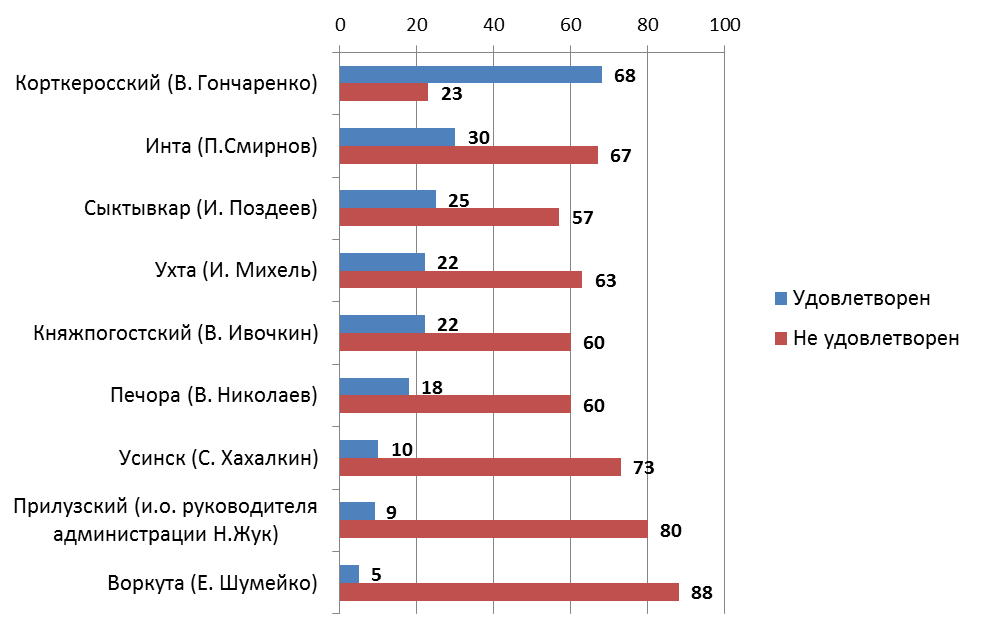 0 20 40 60 80 100
Корткеросский (В. Гончаренко)
68
23
Инта (П.Смирнов)
30
67
Сыктывкар (И. Поздеев)
25
57
Ухта (И. Михель)
22
63
Княжпогостский (В. Ивочкин)
22
60
Печора (В. Николаев)
18
60
Усинск (С. Хахалкин)
10
73
Прилузский (и.о. руководителя
администрации Н.Жук)
9
80
Воркута (Е. Шумейко)
5
88
Удовлетворен
Не удовлетворен